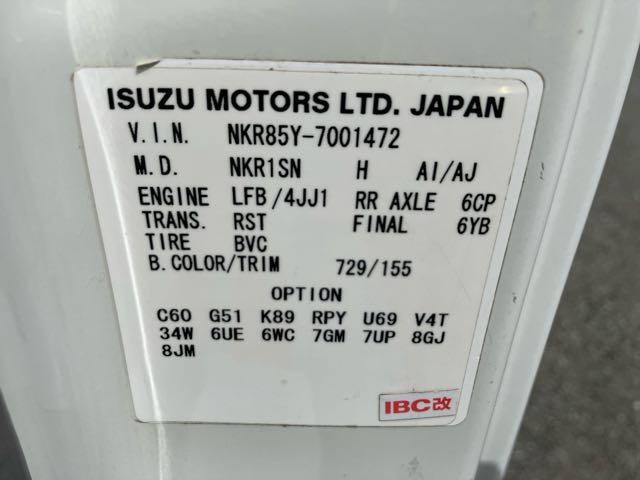 ISUZU MOTORS LTD. JAPAN
V.I.N. NKR85Y-7001472
M.D. NKR1SN H AI/AJ
ENGINE LFB/4JJ1 RR AXLE 6CP
TRANS. RST FINAL 6YB
TIRE BVC
B.COLOR/TRIM 729/155
OPTION
C60 G51 K89 RPY U69 V4T
34W 6UE 6WC 7GM 7UP 8GJ
8JM
IBC改